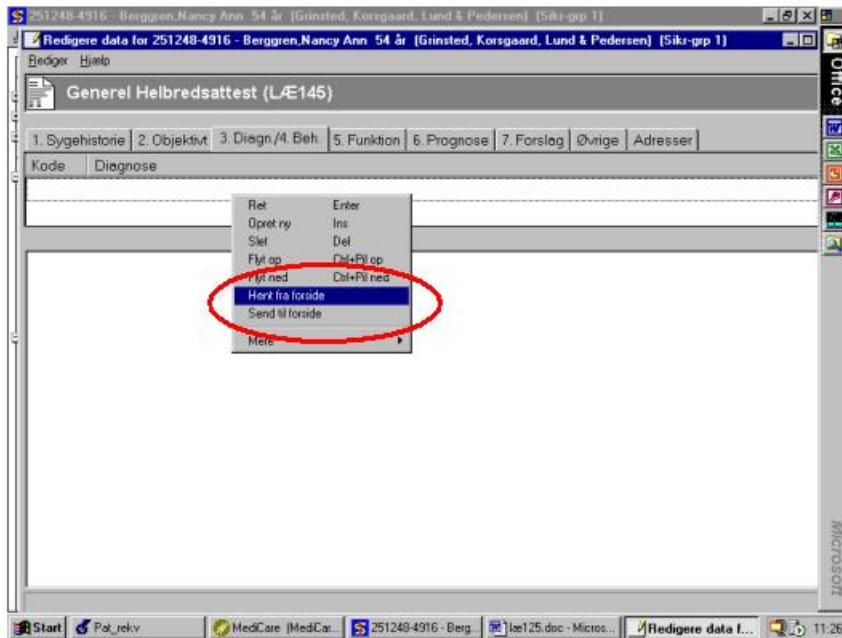 251248-4916 - Berggren,Nancy Ann 54 år (Grinsted, Korsgaard, Lund & Pedersen) (Sikr-grp 1)
Redigere data for 251248-4916 - Berggren,Nancy Ann 54 år (Grinsted, Korsgaard, Lund & Pedersen) (Sikr-grp 1)
Rediger Hjælp
Generel Helbredsattest (LÆ145)
1. Sygehistorie 2. Objektivt 3. Diagn./4. Beh. 5. Funktion 6. Prognose 7. Forslag Øvrige Adresser
Kode Diagnose
Ret Enter
Opret ny Ins
Slet Del
Flyt op Ctrl+Pil op
Flyt ned Ctrl+Pil ned
Hent fra forside
Send til forside
Mere
Office
Microsoft
Start Pat_rekv MediCare (MediCar... 251248-4916 - Berg... læ125.doc - Micros... Redigere data f... 11:26